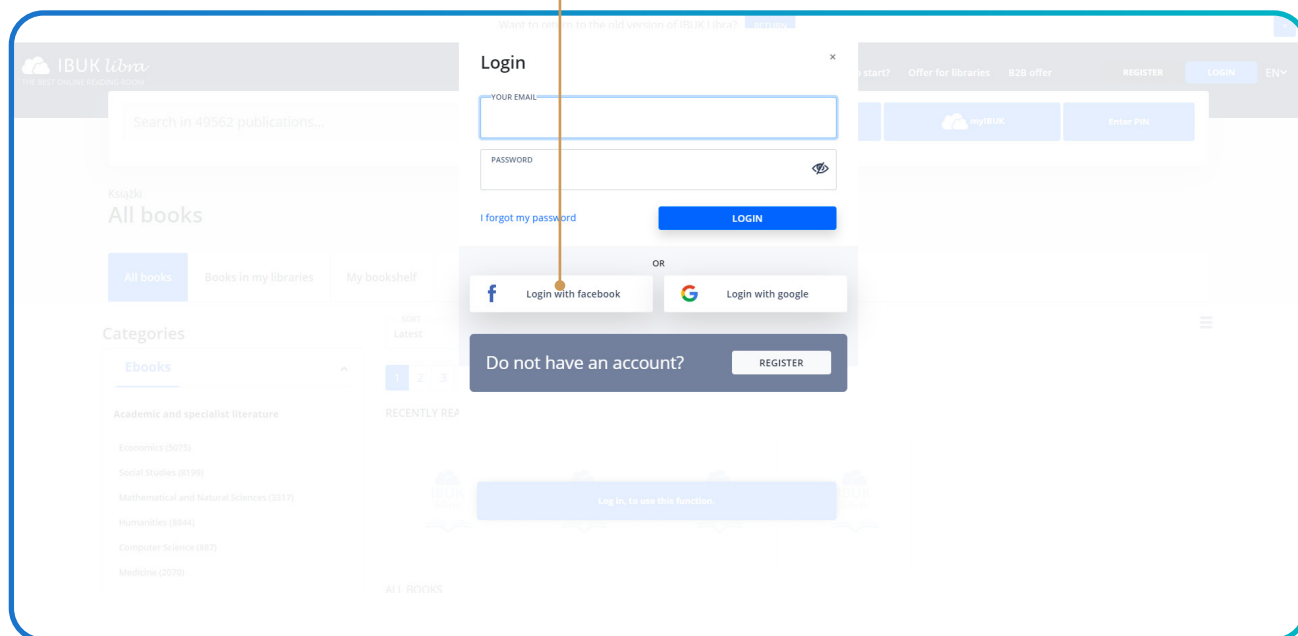 Want to return to the old version of IBUK Libra? RETURN
IBUK libra
THE BEST ONLINE READING ROOM
start? Offer for libraries B2B offer REGISTER LOGIN EN
Search in 49562 publications...
myIBUK Enter PIN
Książki
All books
All books Books in my libraries My bookshelf
Categories
Ebooks
Academic and specialist literature
Economics (5075)
Social Studies (8199)
Mathematical and Natural Sciences (3317)
Humanities (8844)
Computer Science (887)
Medicine (2070)
SORT
Latest
1 2 3
RECENTLY REA
Log in, to use this function.
ALL BOOKS
Login ×
YOUR EMAIL
PASSWORD
I forgot my password LOGIN
OR
Login with facebook Login with google
Do not have an account? REGISTER